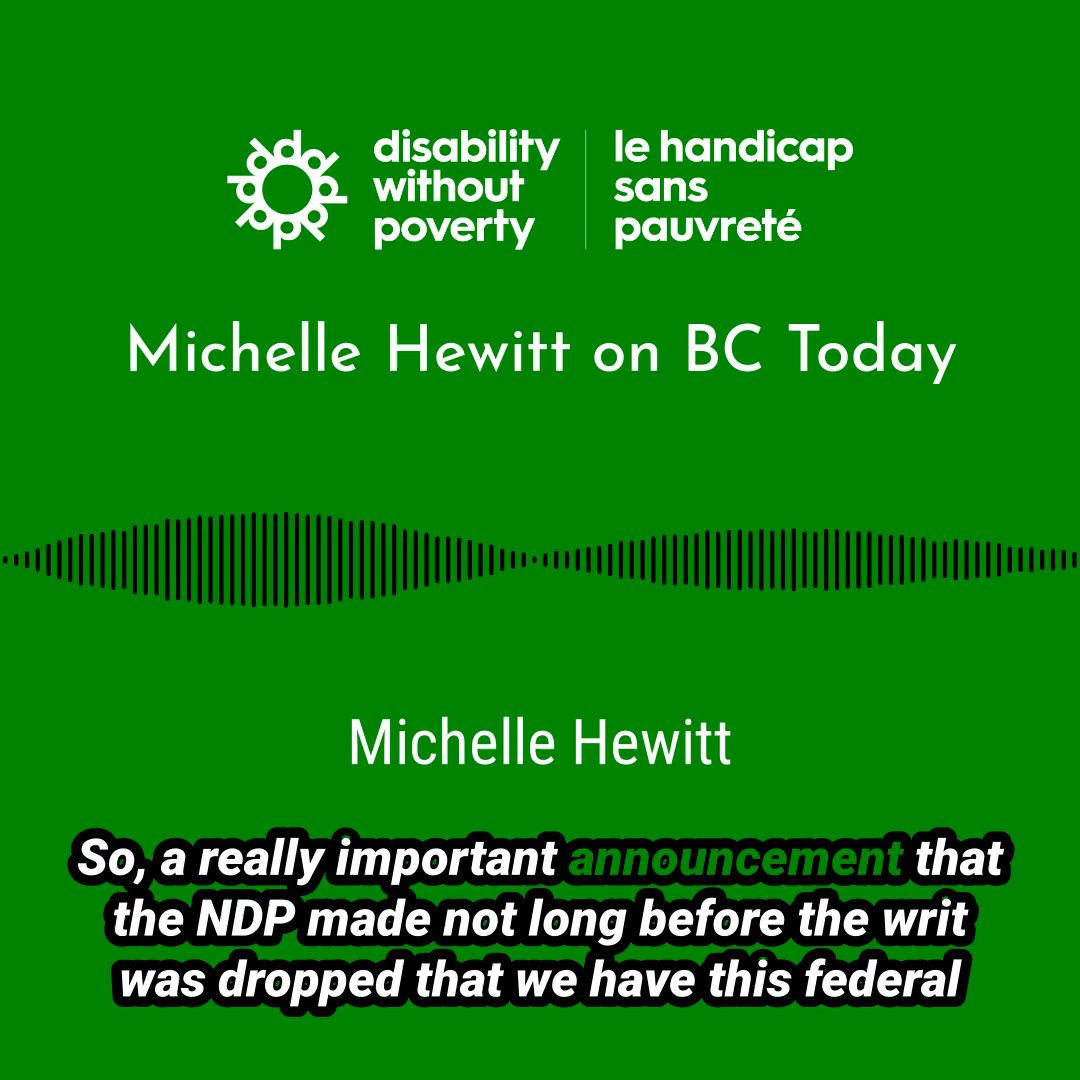 disability
without
poverty
le handicap
sans
pauvreté
Michelle Hewitt on BC Today
Michelle Hewitt
So, a really important announcement that
the NDP made not long before the writ
was dropped that we have this federal